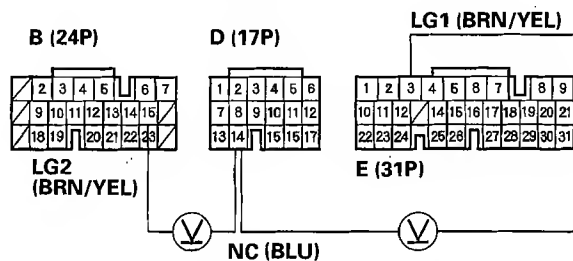 LG1 (BRN/YEL)
B (24P)
D (17P)
2 3 4 5 6 7
9 10 11 12 13 14 15
18 19 20 21 22 23
1 2 3 4 5 6
7 8 9 10 11 12
13 14 15 15 16 17
1 2 3 4 5 6 7 8 9
10 11 12 14 15 16 17 18 19 20 21
22 23 24 25 26 27 28 29 30 31
LG2
(BRN/YEL)
E (31P)
V
V
NC (BLU)